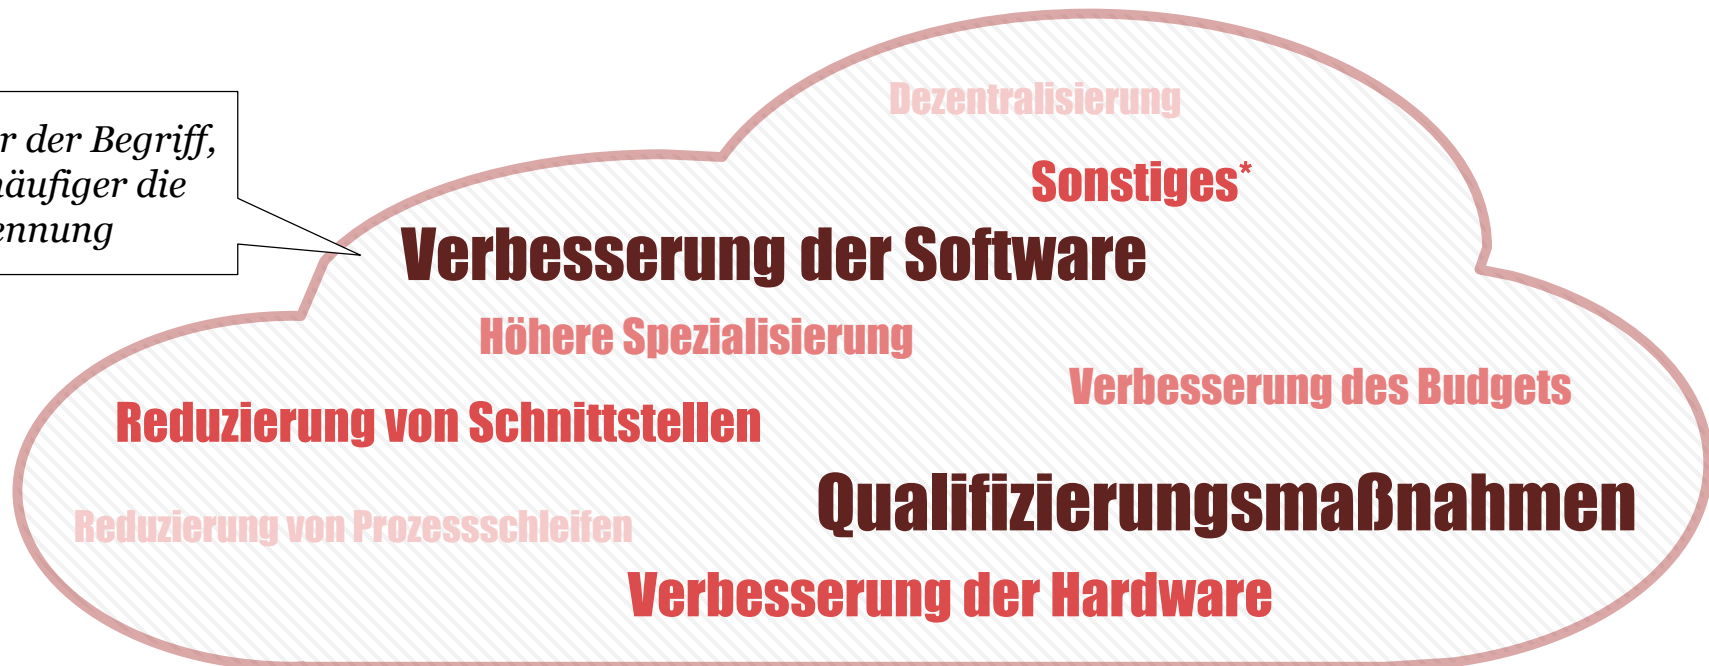 r der Begriff,
äufiger die
ennung
Dezentralisierung
Sonstiges*
Verbesserung der Software
Höhere Spezialisierung
Verbesserung des Budgets
Reduzierung von Schnittstellen
Qualifizierungsmaßnahmen
Reduzierung von Prozessschleifen
Verbesserung der Hardware